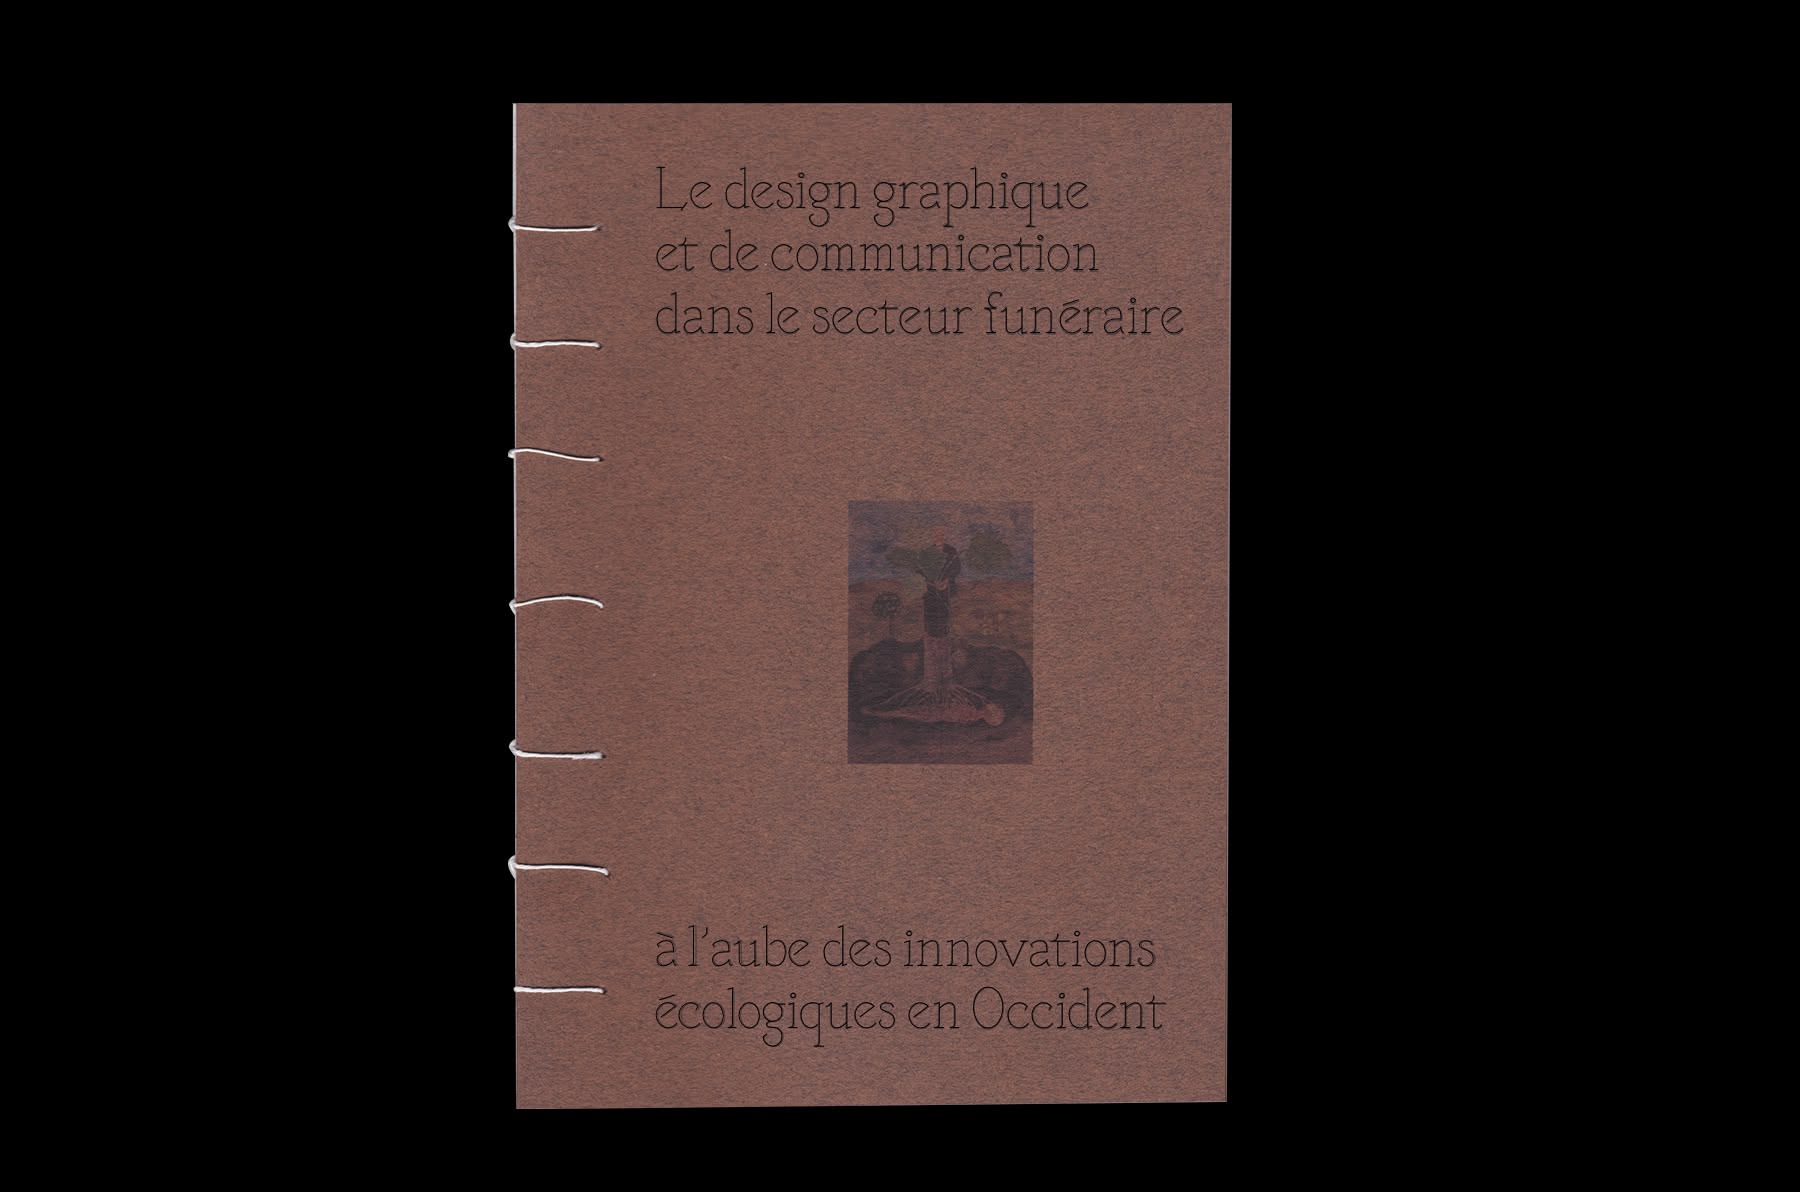 Le design graphique
et de communication
dans le secteur funéraire
à l’aube des innovations
écologiques en Occident